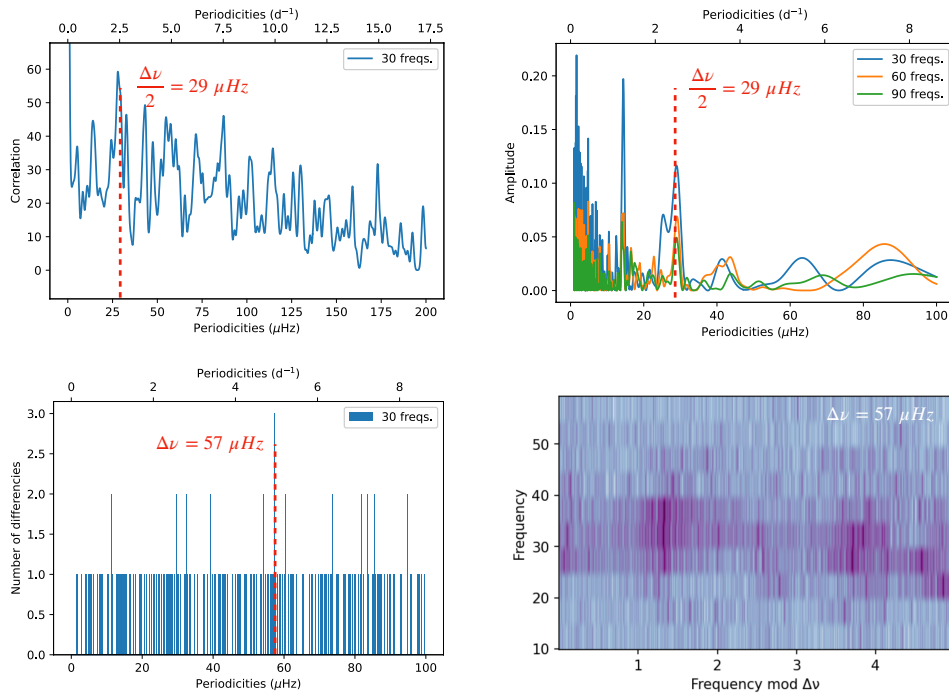 Periodicities (d⁻¹)
0.0 2.5 5.0 7.5 10.0 12.5 15.0 17.5
60
50
40
30
20
10
0
Correlation
30 freqs.
Δν/2 = 29 μHz
0 25 50 75 100 125 150 175 200
Periodicities (μHz)
Periodicities (d⁻¹)
0 2 4 6 8
0.20
0.15
0.10
0.05
0.00
Amplitude
30 freqs.
60 freqs.
90 freqs.
Δν/2 = 29 μHz
0 20 40 60 80 100
Periodicities (μHz)
Periodicities (d⁻¹)
0 2 4 6 8
3.0
2.5
2.0
1.5
1.0
0.5
0.0
Number of differencies
30 freqs.
Δν = 57 μHz
0 20 40 60 80 100
Periodicities (μHz)
Δν = 57 μHz
50
40
30
20
10
Frequency
1 2 3 4
Frequency mod Δν